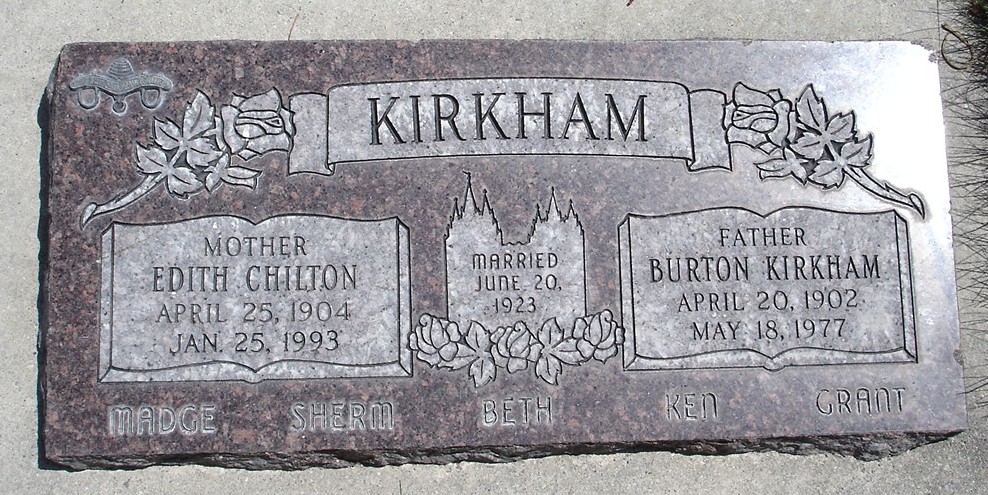 KIRKHAM
MOTHER
EDITH CHILTON
APRIL 25, 1904
JAN 25, 1993
MARRIED
JUNE 20,
1923
FATHER
BURTON KIRKHAM
APRIL 20, 1902
MAY 18, 1977
MADGE SHERM BETH KEN GRANT